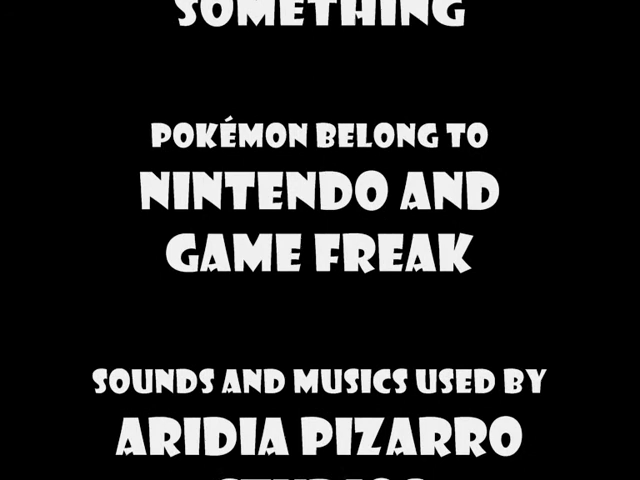 SOMETHING
POKÉMON BELONG TO
NINTENDO AND
GAME FREAK
SOUNDS AND MUSICS USED BY
ARIDIA PIZARRO